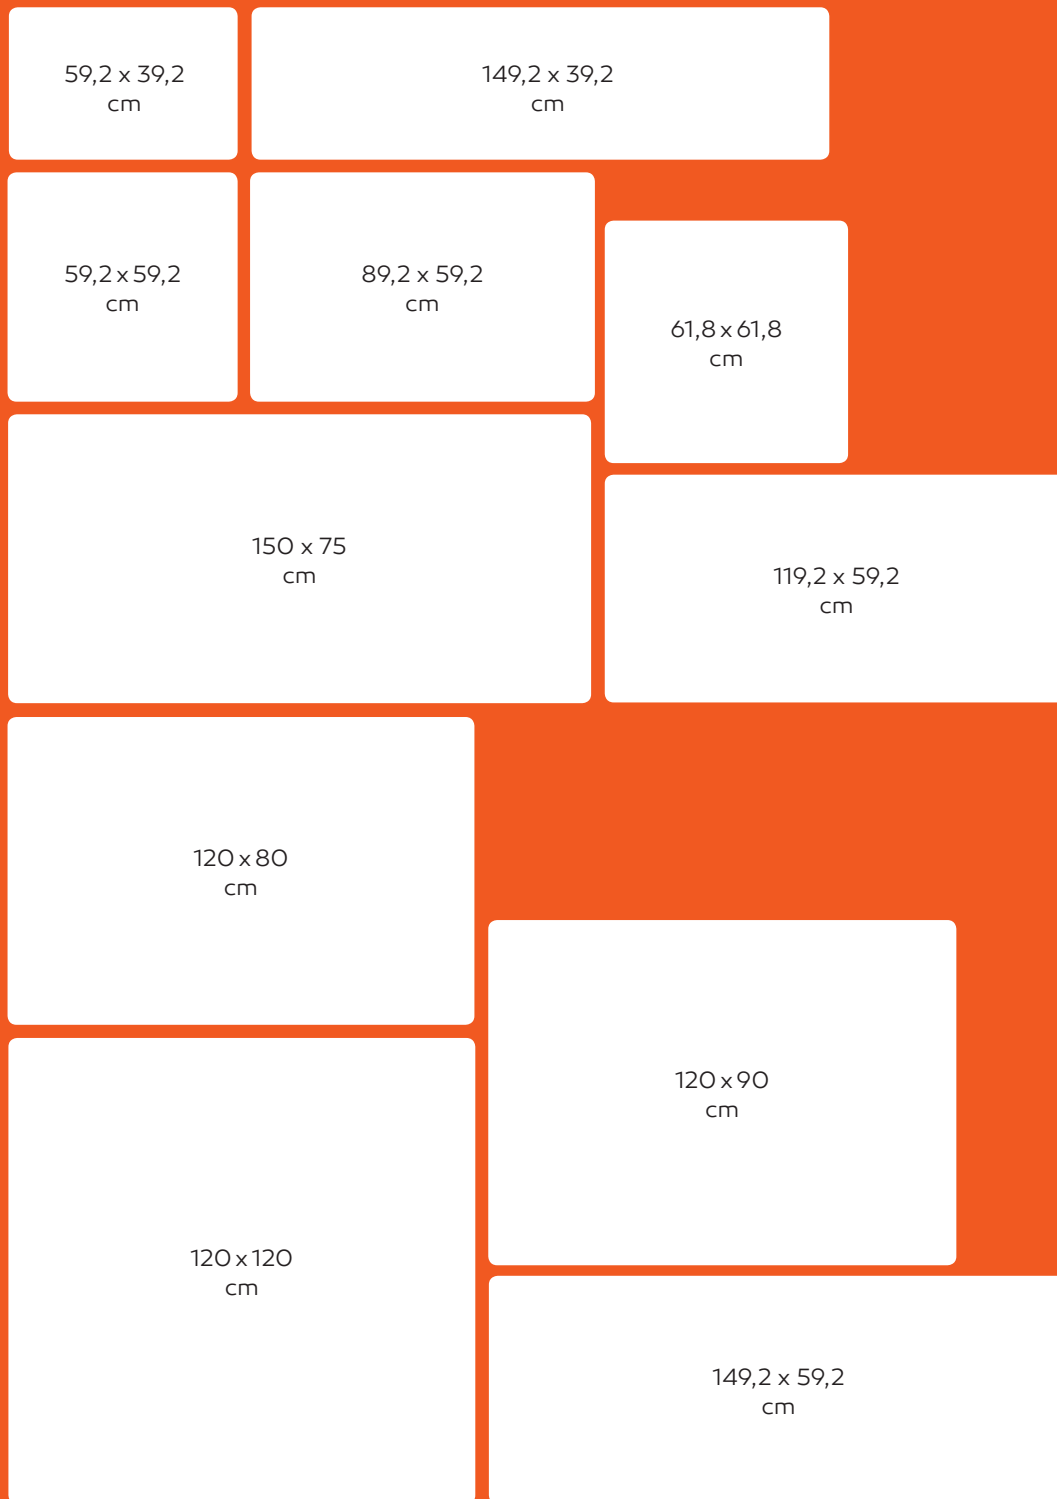 59,2 x 39,2
cm
149,2 x 39,2
cm
59,2 x 59,2
cm
89,2 x 59,2
cm
61,8 x 61,8
cm
150 x 75
cm
119,2 x 59,2
cm
120 x 80
cm
120 x 90
cm
120 x 120
cm
149,2 x 59,2
cm